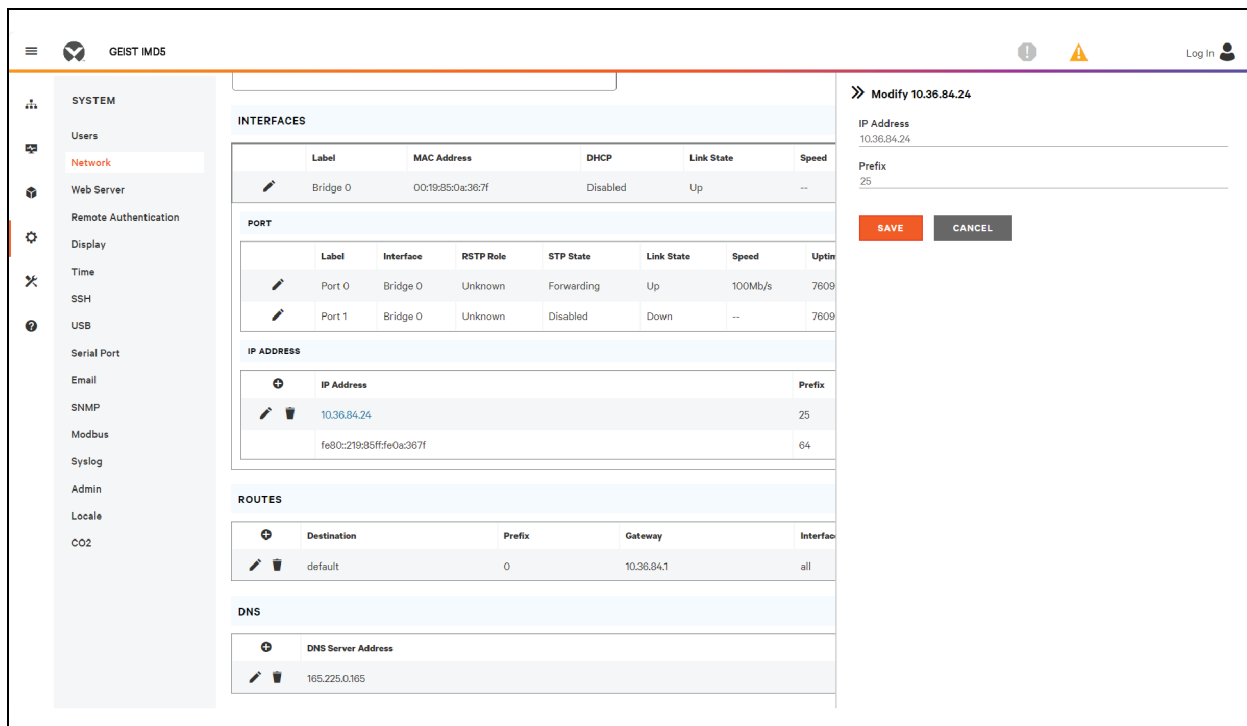 GEIST IMD5
Log In
SYSTEM
Users
Network
Web Server
Remote Authentication
Display
Time
SSH
USB
Serial Port
Email
SNMP
Modbus
Syslog
Admin
Locale
CO2
INTERFACES
Label MAC Address DHCP Link State Speed
Bridge 0 00:19:85:0a:36:7f Disabled Up --
PORT
Label Interface RSTP Role STP State Link State Speed Uptim
Port 0 Bridge 0 Unknown Forwarding Up 100Mb/s 7609
Port 1 Bridge 0 Unknown Disabled Down -- 7609
IP ADDRESS
IP Address Prefix
10.36.84.24 25
fe80::219:85ff:fe0a:367f 64
ROUTES
Destination Prefix Gateway Interfac
default 0 10.36.84.1 all
DNS
DNS Server Address
165.225.0.165
Modify 10.36.84.24
IP Address
10.36.84.24
Prefix
25
SAVE CANCEL